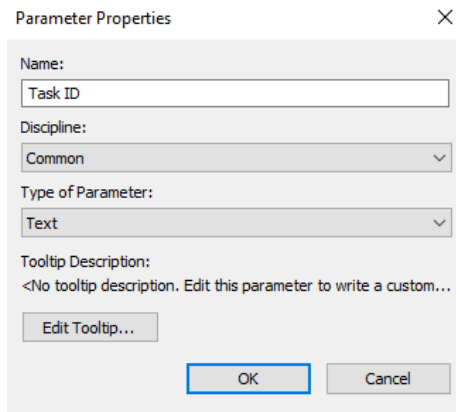 Parameter Properties
Name:
Task ID
Discipline:
Common
Type of Parameter:
Text
Tooltip Description:
<No tooltip description. Edit this parameter to write a custom...
Edit Tooltip...
OK Cancel